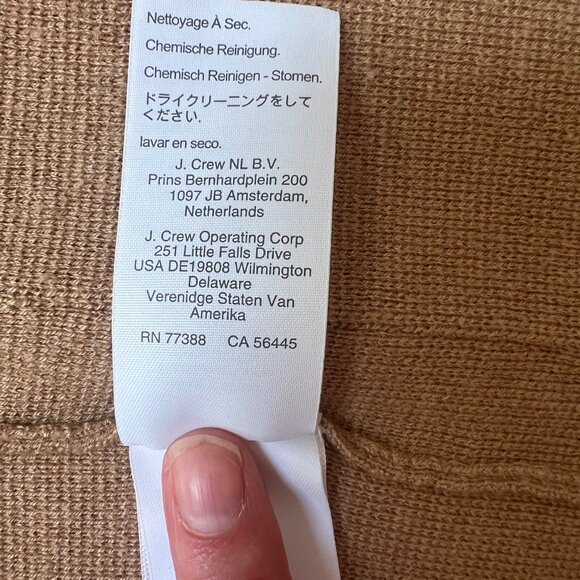 Nettoyage À Sec.
Chemische Reinigung.
Chemisch Reinigen - Stomen.
ドライクリーニングをして
ください.
lavar en seco.
J. Crew NL B.V.
Prins Bernhardplein 200
1097 JB Amsterdam,
Netherlands
J. Crew Operating Corp
251 Little Falls Drive
USA DE19808 Wilmington
Delaware
Verenidge Staten Van
Amerika
RN 77388 CA 56445